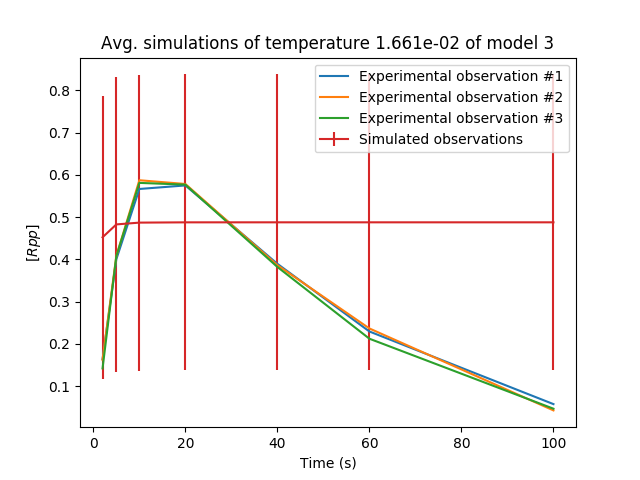 Avg. simulations of temperature 1.661e-02 of model 3
Experimental observation #1
Experimental observation #2
Experimental observation #3
Simulated observations
[Rpp]
0.8
0.7
0.6
0.5
0.4
0.3
0.2
0.1
0 20 40 60 80 100
Time (s)